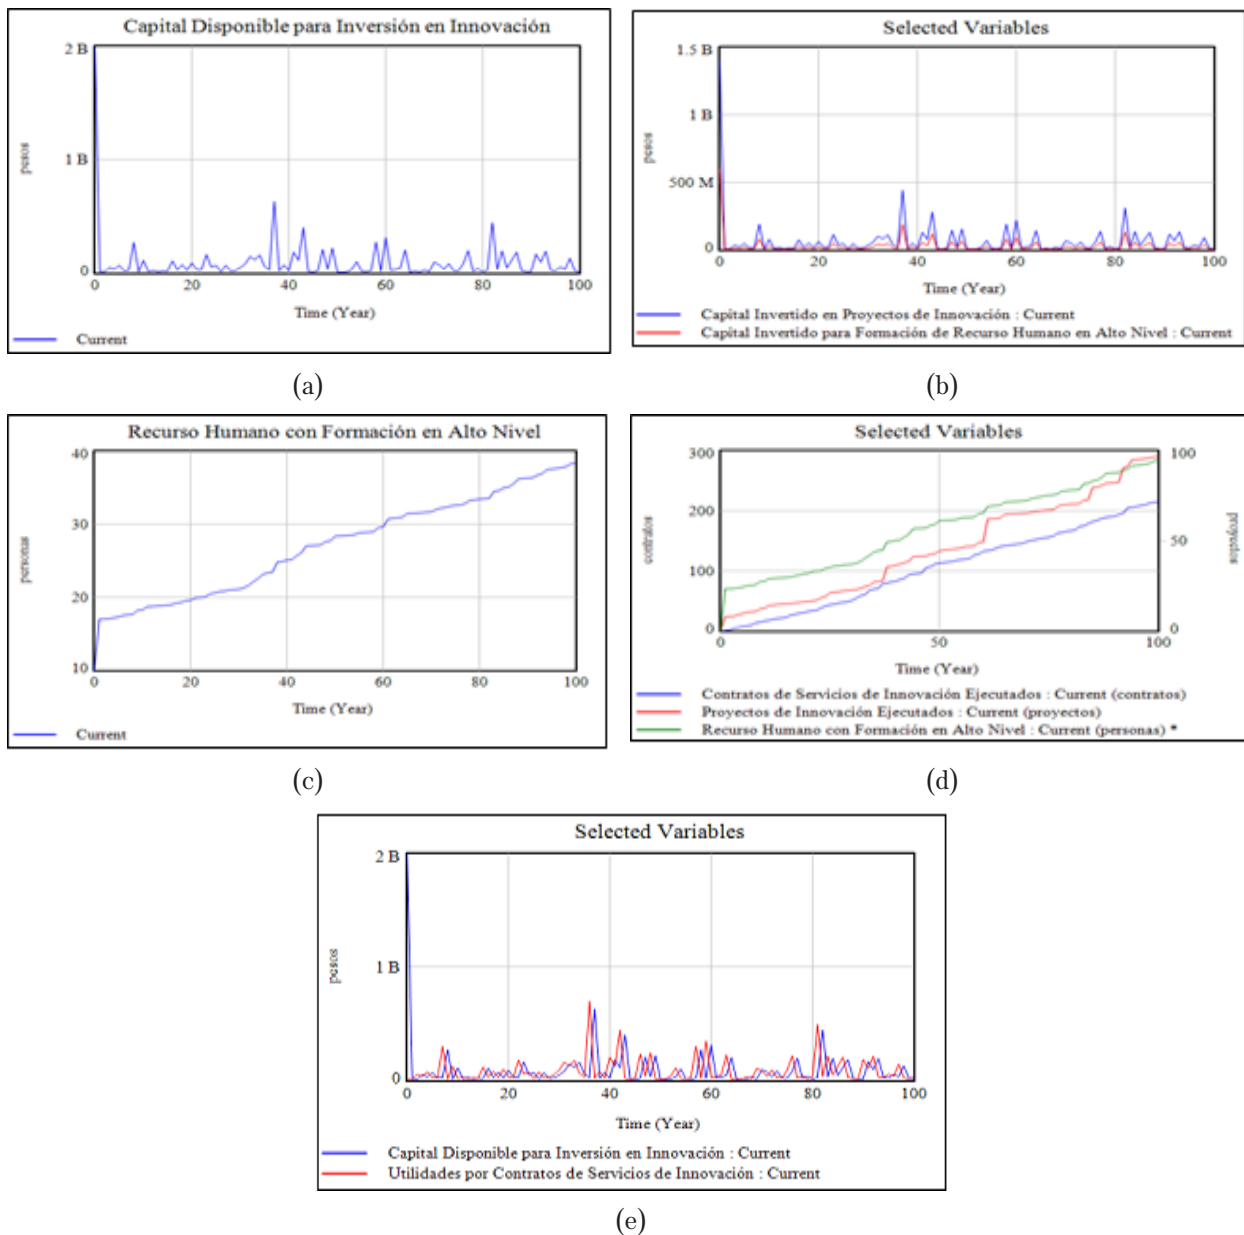 Capital Disponible para Inversión en Innovación
2 B
1 B
0
pesos
0 20 40 60 80 100
Time (Year)
Current
(a)
Selected Variables
1.5 B
1 B
500 M
0
pesos
0 20 40 60 80 100
Time (Year)
Capital Invertido en Proyectos de Innovación : Current
Capital Invertido para Formación de Recurso Humano en Alto Nivel : Current
(b)
Recurso Humano con Formación en Alto Nivel
40
30
20
10
personas
0 20 40 60 80 100
Time (Year)
Current
(c)
Selected Variables
300
200
100
0
contratos
100
50
0
proyectos
0 50 100
Time (Year)
Contratos de Servicios de Innovación Ejecutados : Current (contratos)
Proyectos de Innovación Ejecutados : Current (proyectos)
Recurso Humano con Formación en Alto Nivel : Current (personas) *
(d)
Selected Variables
2 B
1 B
0
pesos
0 20 40 60 80 100
Time (Year)
Capital Disponible para Inversión en Innovación : Current
Utilidades por Contratos de Servicios de Innovación : Current
(e)